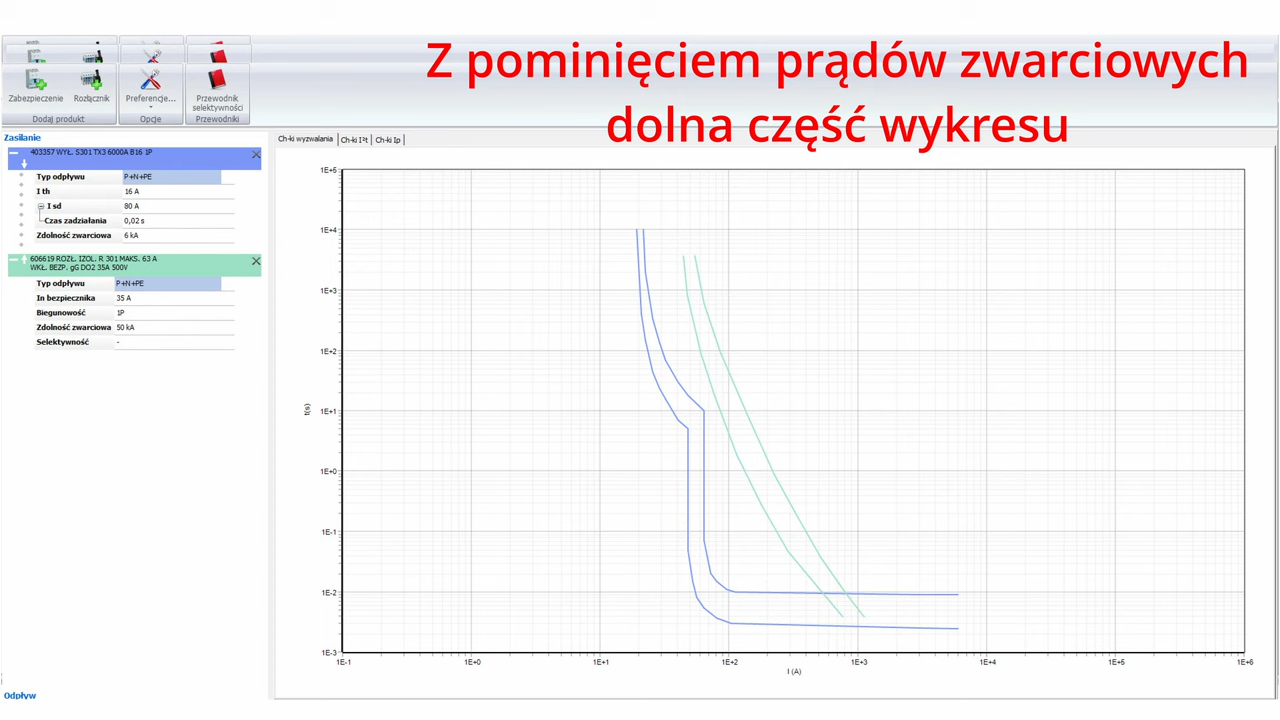 Z pominięciem prądów zwarciowych
dolna część wykresu
Zabezpieczenie
Rozłącznik
Preferencje...
Przewodnik
selektywności
Dodaj produkt
Opcje
Przewodniki
Zasilanie
403357 WYŁ. S301 TX3 6000A B16 1P
Typ odpływu P+N+PE
I th 16 A
I sd 80 A
Czas zadziałania 0,02 s
Zdolność zwarciowa 6 kA
606619 ROZŁ. IZOL. R 301 MAKS. 63 A
WKŁ. BEZP. gG DO2 35A 500V
Typ odpływu P+N+PE
In bezpiecznika 35 A
Biegunowość 1P
Zdolność zwarciowa 50 kA
Selektywność -
Odpływ
Ch-ki wyzwalania
Ch-ki I²t
Ch-ki Ip
1E+5
1E+4
1E+3
1E+2
1E+1
1E+0
1E-1
1E-2
1E-3
t(s)
1E-1
1E+0
1E+1
1E+2
1E+3
1E+4
1E+5
1E+6
I (A)